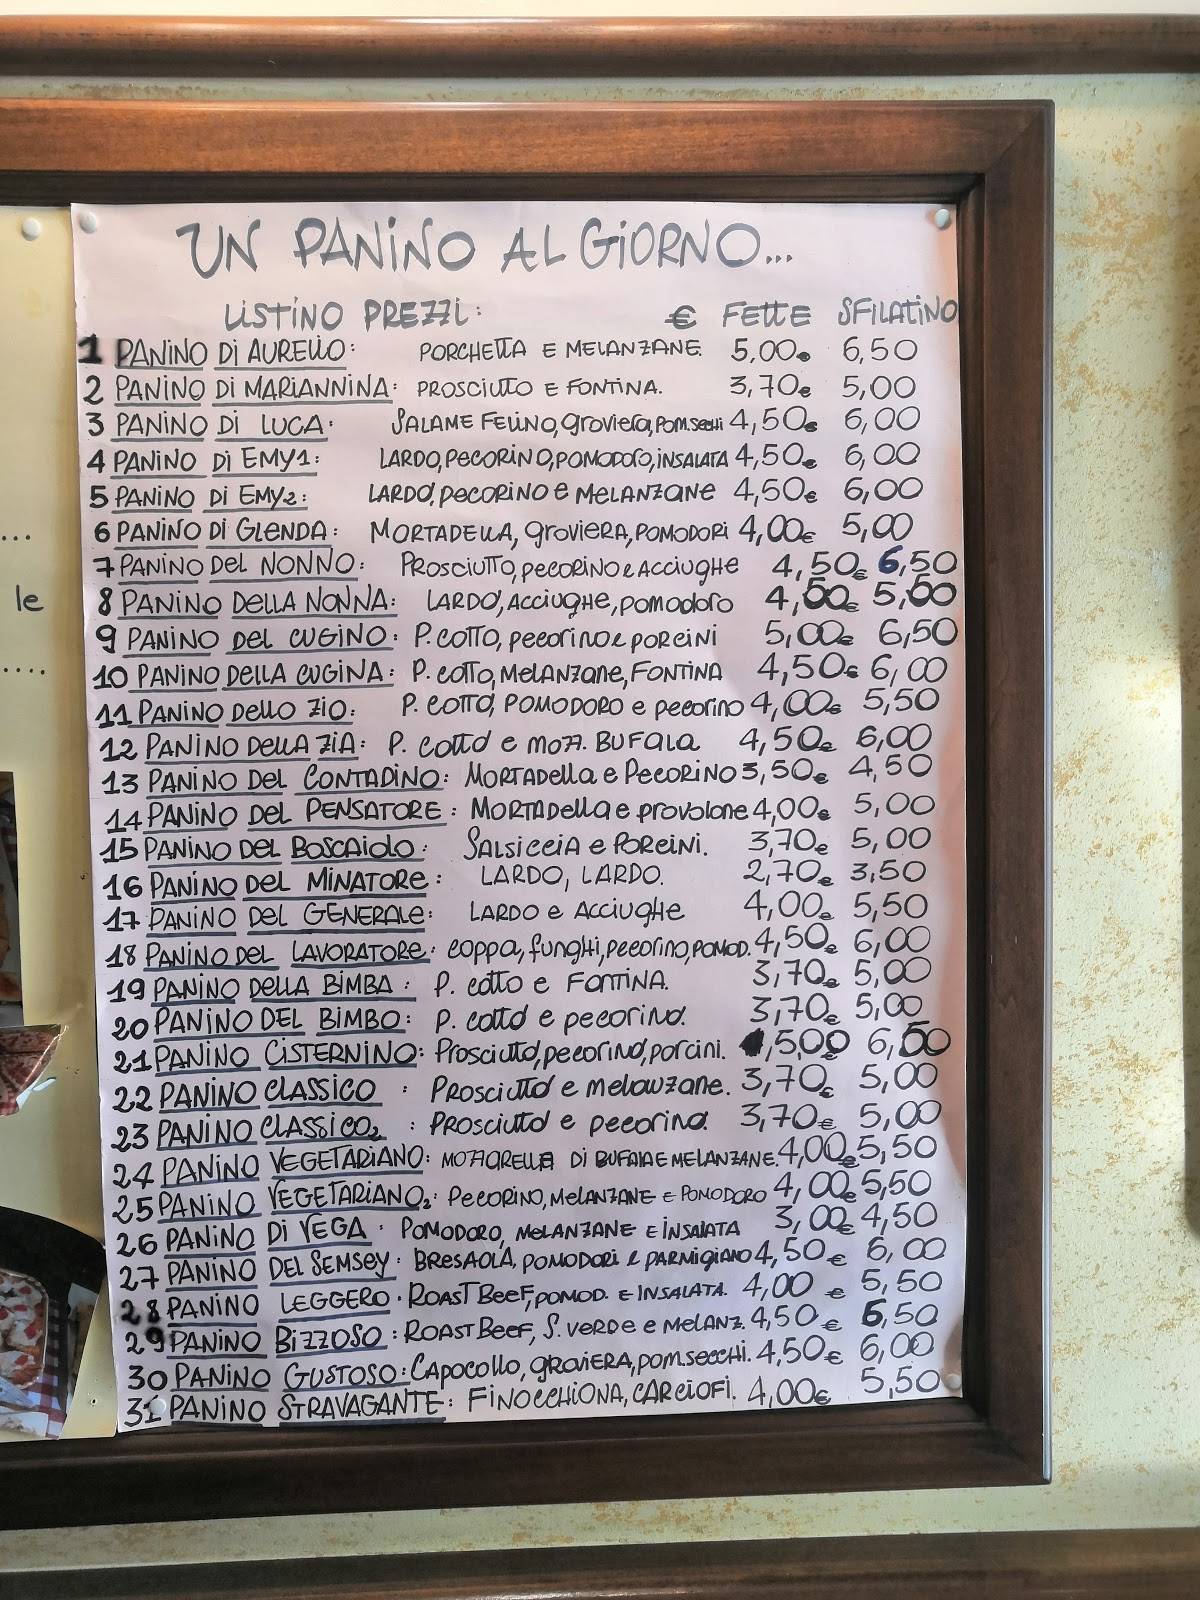 UN PANINO AL GIORNO...
LISTINO PREZZI: € FETTE SFILATINO
1 PANINO DI AURELIO: PORCHETTA E MELANZANE. 5,00€ 6,50
2 PANINO DI MARIANNINA: PROSCIUTTO E FONTINA. 3,70€ 5,00
3 PANINO DI LUCA: SALAME FELINO, groviera, POM.SECCHI 4,50€ 6,00
4 PANINO DI EMY1: LARDO, PECORINO, POMODORO, INSALATA 4,50€ 6,00
5 PANINO DI EMY2: LARDO, pecorino e MELANZANE 4,50€ 6,00
6 PANINO DI GLENDA: MORTADELLA, groviera, POMODORI 4,00€ 5,00
7 PANINO DEL NONNO: PROSCIUTTO, pecorino e ACCIUGHE 4,50€ 6,50
8 PANINO DELLA NONNA: LARDO, ACCIUGHE, pomodoro 4,00€ 5,50
9 PANINO DEL CUGINO: P. COTTO, pecorino e porcini 5,00€ 6,50
10 PANINO DELLA CUGINA: P. COTTO, MELANZANE, FONTINA 4,50€ 6,00
11 PANINO DELLO ZIO: P. COTTO, POMODORO e pecorino 4,00€ 5,50
12 PANINO DELLA ZIA: P. COTTO e MOZZ. BUFALA 4,50€ 6,00
13 PANINO DEL CONTADINO: MORTADELLA e PECORINO 3,50€ 4,50
14 PANINO DEL PENSATORE: MORTADELLA e provolone 4,00€ 5,00
15 PANINO DEL BOSCAIOLO: SALSICCIA e PORCINI. 3,70€ 5,00
16 PANINO DEL MINATORE: LARDO, LARDO. 2,70€ 3,50
17 PANINO DEL GENERALE: LARDO e ACCIUGHE 4,00€ 5,50
18 PANINO DEL LAVORATORE: coppa, funghi, pecorino, POMOD. 4,50€ 6,00
19 PANINO DELLA BIMBA: P. cotto e FONTINA. 3,70€ 5,00
20 PANINO DEL BIMBO: P. cotto e pecorino. 3,70€ 5,00
21 PANINO CISTERNINO: Prosciutto, pecorino, porcini. 5,00 6,50
22 PANINO CLASSICO: PROSCIUTTO e melanzane. 3,70€ 5,00
23 PANINO CLASSICO2: PROSCIUTTO e pecorino. 3,70€ 5,00
24 PANINO VEGETARIANO: MOZZARELLA DI BUFALA E MELANZANE. 4,00€ 5,50
25 PANINO VEGETARIANO2: PECORINO, MELANZANE E POMODORO 4,00€ 5,50
26 PANINO DI VEGA: POMODORO, MELANZANE E INSALATA 3,00€ 4,50
27 PANINO DEL SEMSEY: BRESAOLA, POMODORI e PARMIGIANO 4,50€ 6,00
28 PANINO LEGGERO: ROAST BEEF, POMOD. E INSALATA. 4,00 € 5,50
29 PANINO BIZZOSO: ROAST BEEF, S. VERDE e MELANZ. 4,50€ 6,50
30 PANINO GUSTOSO: CAPOCOLLO, GROVIERA, POM.SECCHI. 4,50€ 6,00
31 PANINO STRAVAGANTE: FINOCCHIONA, CARCIOFI. 4,00€ 5,50
...
le
....